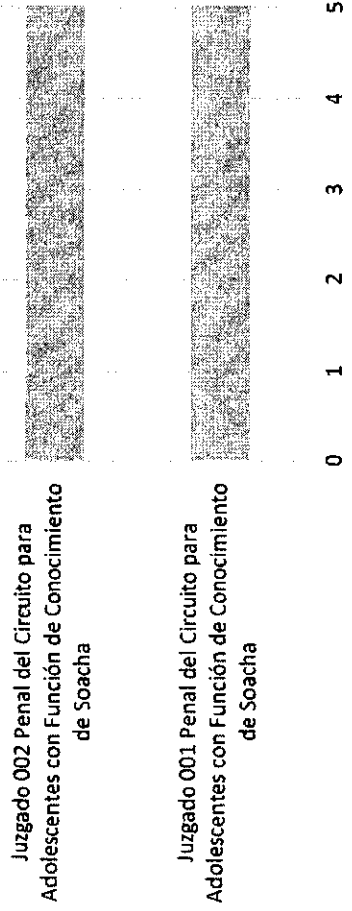 Juzgado 002 Penal del Circuito para
Adolescentes con Función de Conocimiento
de Soacha
Juzgado 001 Penal del Circuito para
Adolescentes con Función de Conocimiento
de Soacha
0
1
2
3
4
5